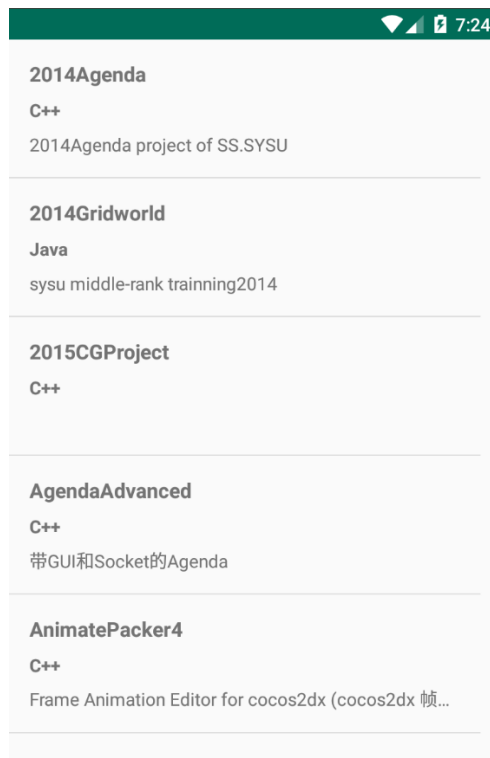 7:24
2014Agenda
C++
2014Agenda project of SS.SYSU
2014Gridworld
Java
sysu middle-rank trainning2014
2015CGProject
C++
AgendaAdvanced
C++
带GUI和Socket的Agenda
AnimatePacker4
C++
Frame Animation Editor for cocos2dx (cocos2dx 帧...